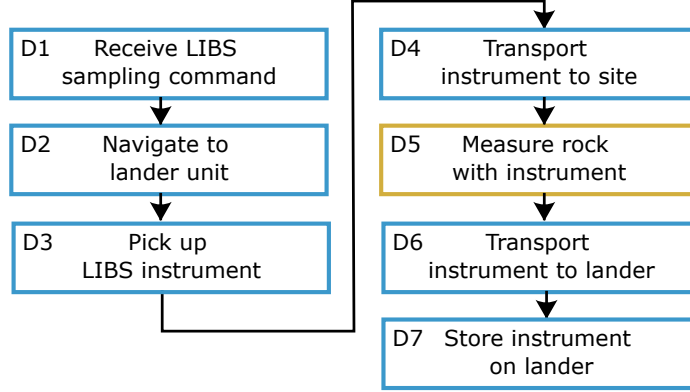 D1 Receive LIBS
sampling command
D2 Navigate to
lander unit
D3 Pick up
LIBS instrument
D4 Transport
instrument to site
D5 Measure rock
with instrument
D6 Transport
instrument to lander
D7 Store instrument
on lander